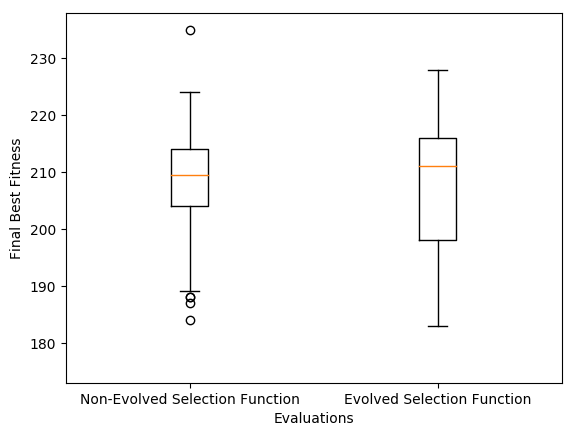 230
220
210
200
190
180
Final Best Fitness
Non-Evolved Selection Function
Evolved Selection Function
Evaluations